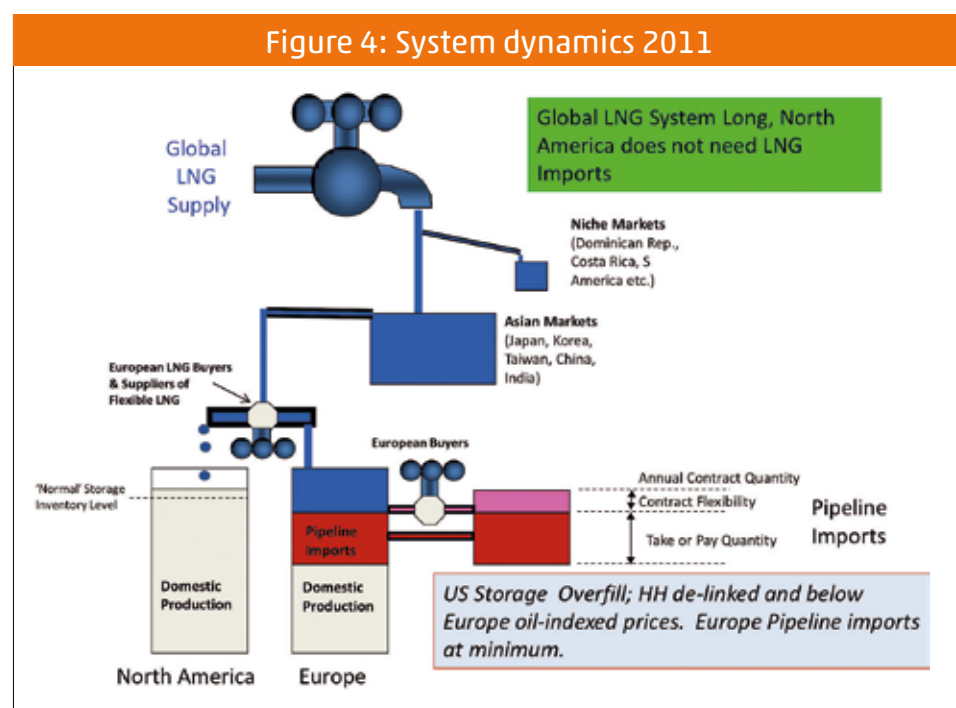 Figure 4: System dynamics 2011
Global
LNG
Supply
Global LNG System Long, North
America does not need LNG
Imports
Niche Markets
(Dominican Rep.,
Costa Rica, S
America etc.)
Asian Markets
(Japan, Korea,
Taiwan, China,
India)
European LNG Buyers
& Suppliers of
Flexible LNG
European Buyers
'Normal' Storage
Inventory Level
Annual Contract Quantity
Contract Flexibility
Take or Pay Quantity
Pipeline
Imports
Pipeline
Imports
Domestic
Production
Domestic
Production
US Storage Overfill; HH de-linked and below
Europe oil-indexed prices. Europe Pipeline imports
at minimum.
North America
Europe